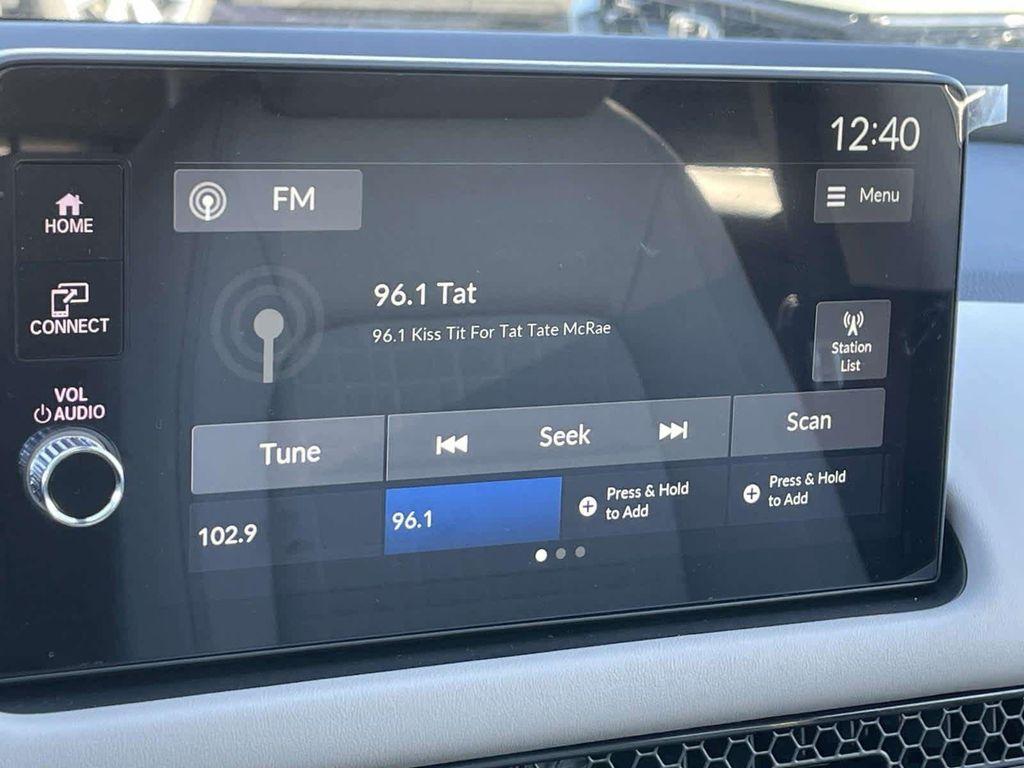 12:40
FM
Menu
HOME
CONNECT
96.1 Tat
96.1 Kiss Tit For Tat Tate McRae
Station
List
VOL
AUDIO
Tune
Seek
Scan
102.9
96.1
Press & Hold
to Add
Press & Hold
to Add